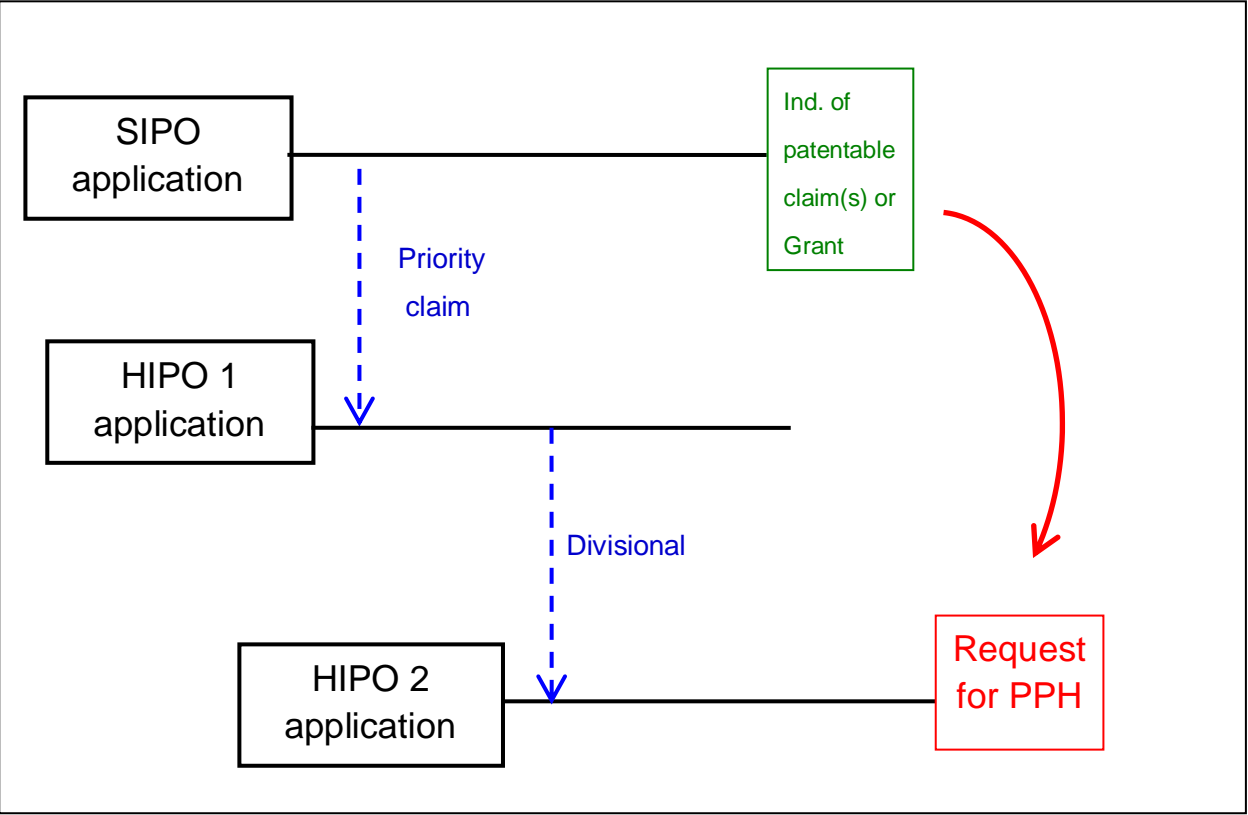 SIPO
application
Ind. of
patentable
claim(s) or
Grant
Priority
claim
HIPO 1
application
Divisional
HIPO 2
application
Request
for PPH